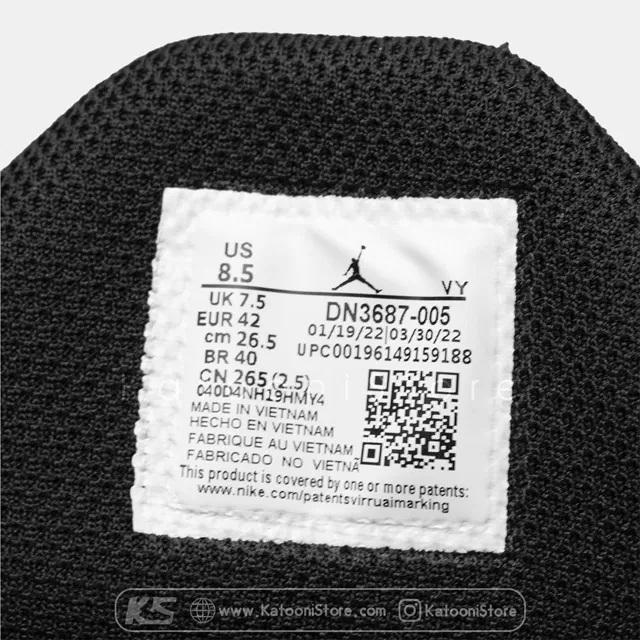 US
8.5
VY
UK 7.5
EUR 42
cm 26.5
BR 40
CN 265 (2.5)
DN3687-005
01/19/22|03/30/22
UPC00196149159188
040D4NH19HMY4
MADE IN VIETNAM
HECHO EN VIETNAM
FABRIQUE AU VIETNAM
FABRICADO NO VIETNÃ
This product is covered by one or more patents:
www.nike.com/patentsvirruaimarking
KS www.KatooniStore.com KatooniStore